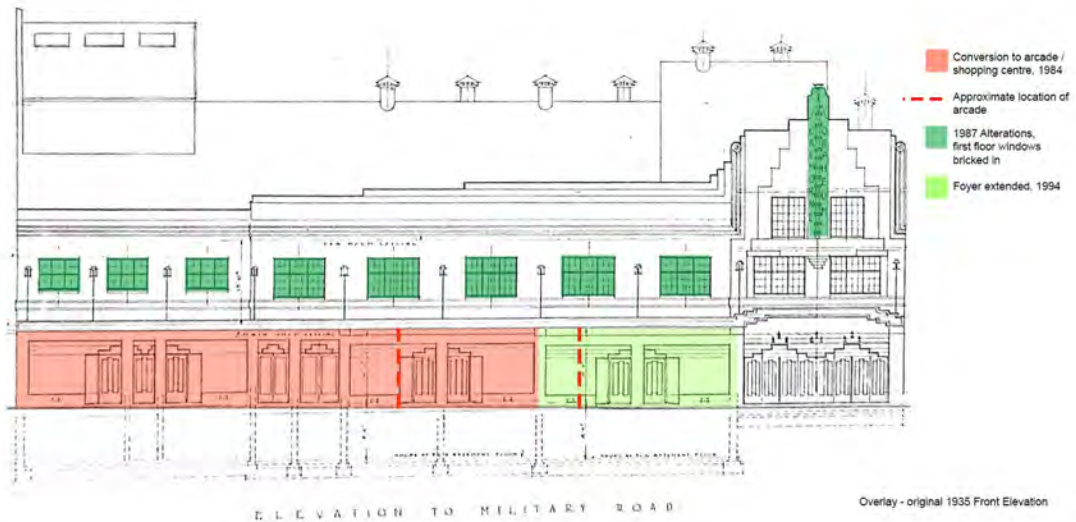 Conversion to arcade /
shopping centre, 1984
Approximate location of
arcade
1987 Alterations,
first floor windows
bricked in
Foyer extended, 1994
ELEVATION TO MILITARY ROAD
Overlay - original 1935 Front Elevation